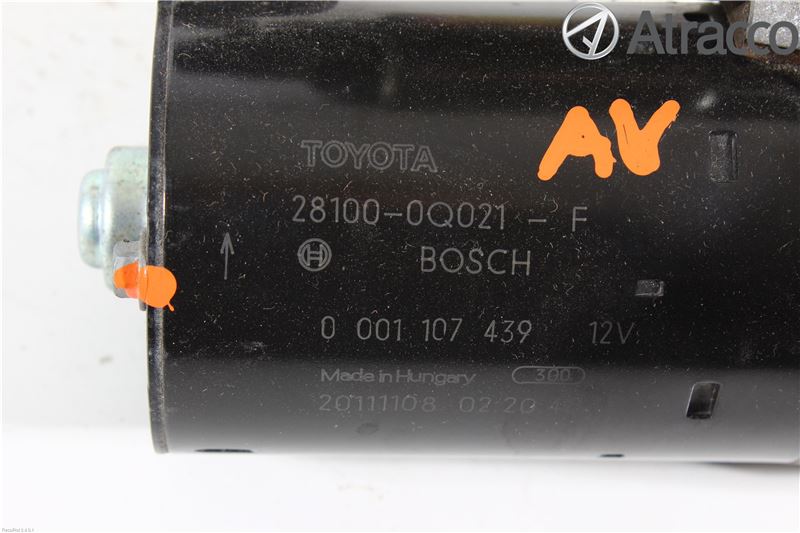 Atracco
AV
TOYOTA
28100-0Q021 - F
BOSCH
0 001 107 439 12V
Made in Hungary 300
20111108 02:20